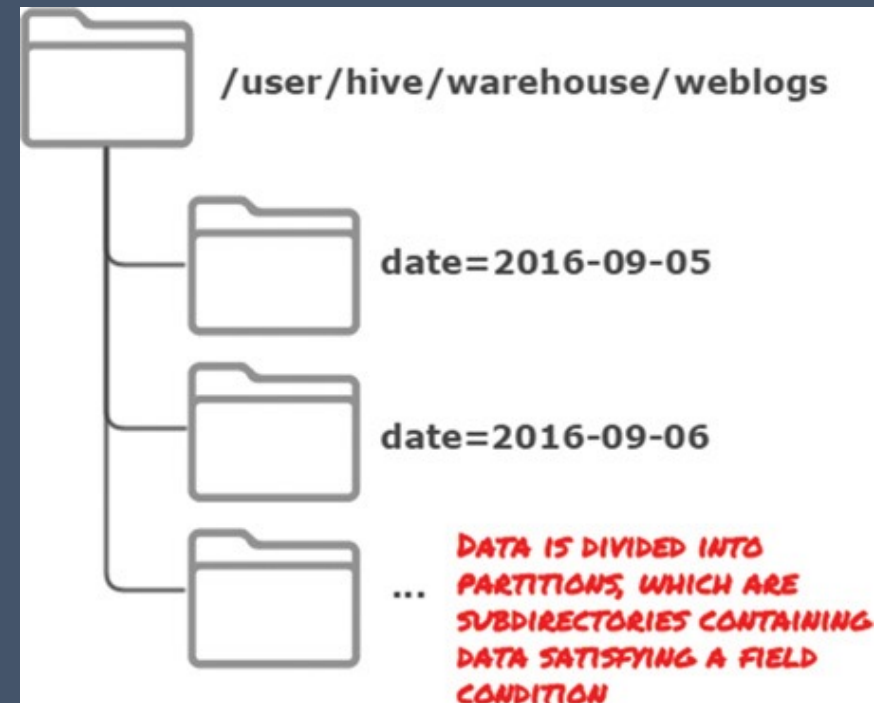 /user/hive/warehouse/weblogs
date=2016-09-05
date=2016-09-06
...
DATA IS DIVIDED INTO
PARTITIONS, WHICH ARE
SUBDIRECTORIES CONTAINING
DATA SATISFYING A FIELD
CONDITION